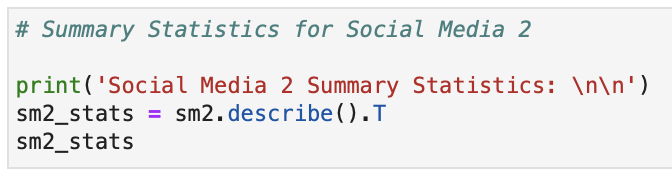 # Summary Statistics for Social Media 2
print('Social Media 2 Summary Statistics: \n\n')
sm2_stats = sm2.describe().T
sm2_stats